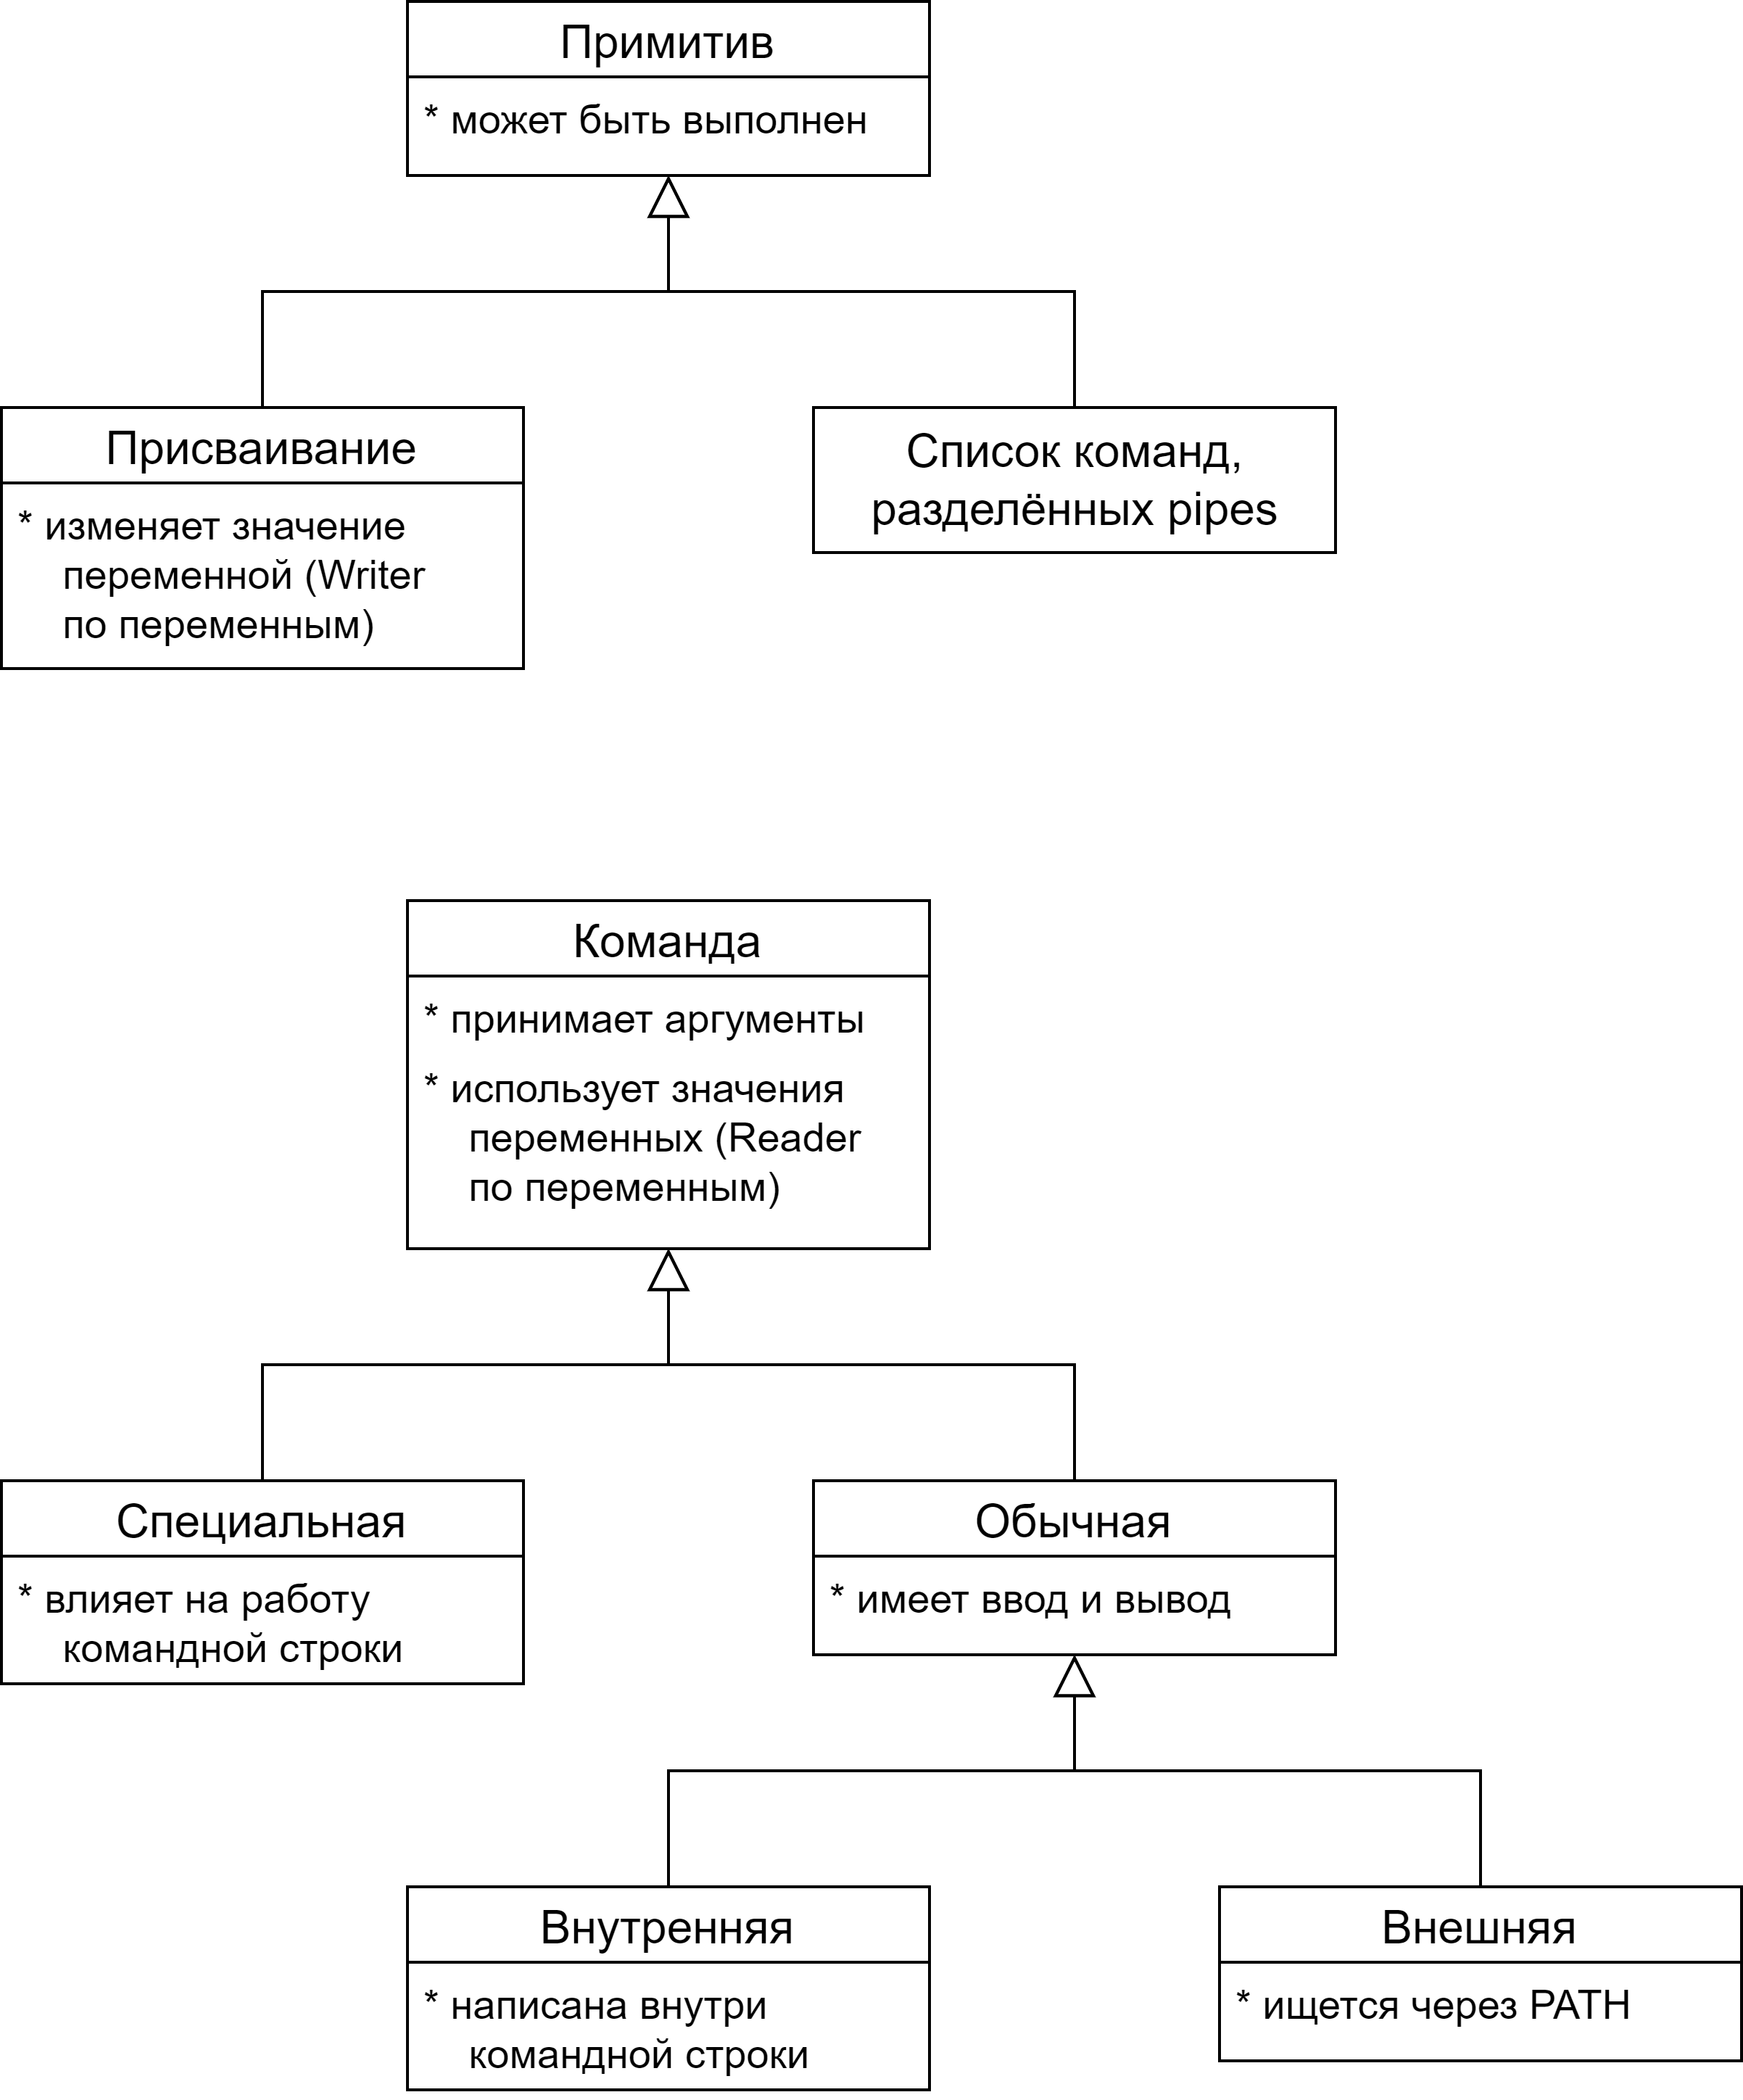 Примитив
* может быть выполнен
Присваивание
* изменяет значение
переменной (Writer
по переменным)
Список команд,
разделённых pipes
Команда
* принимает аргументы
* использует значения
переменных (Reader
по переменным)
Специальная
* влияет на работу
командной строки
Обычная
* имеет ввод и вывод
Внутренняя
* написана внутри
командной строки
Внешняя
* ищется через PATH